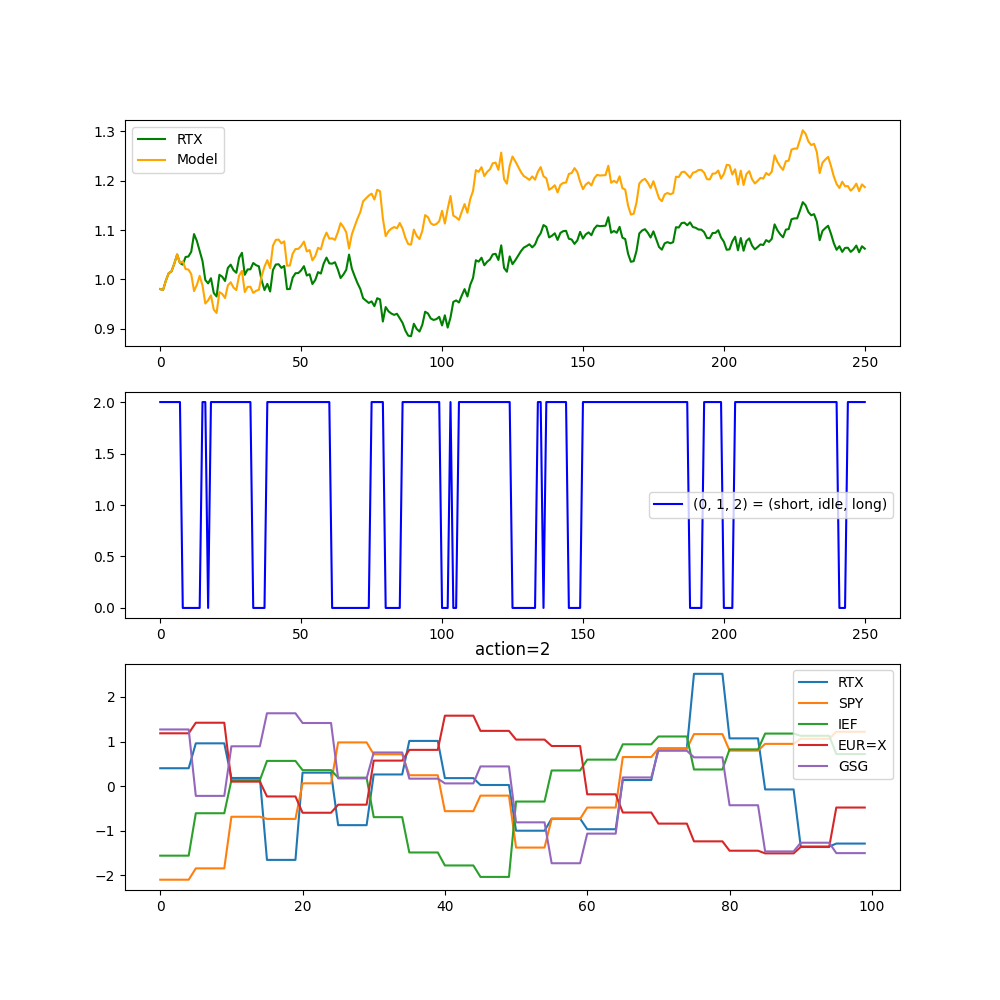 1.3
1.2
1.1
1.0
0.9
RTX
Model
0 50 100 150 200 250
2.0
1.5
1.0
0.5
0.0
(0, 1, 2) = (short, idle, long)
0 50 100 150 200 250
action=2
2
1
0
−1
−2
RTX
SPY
IEF
EUR=X
GSG
0 20 40 60 80 100